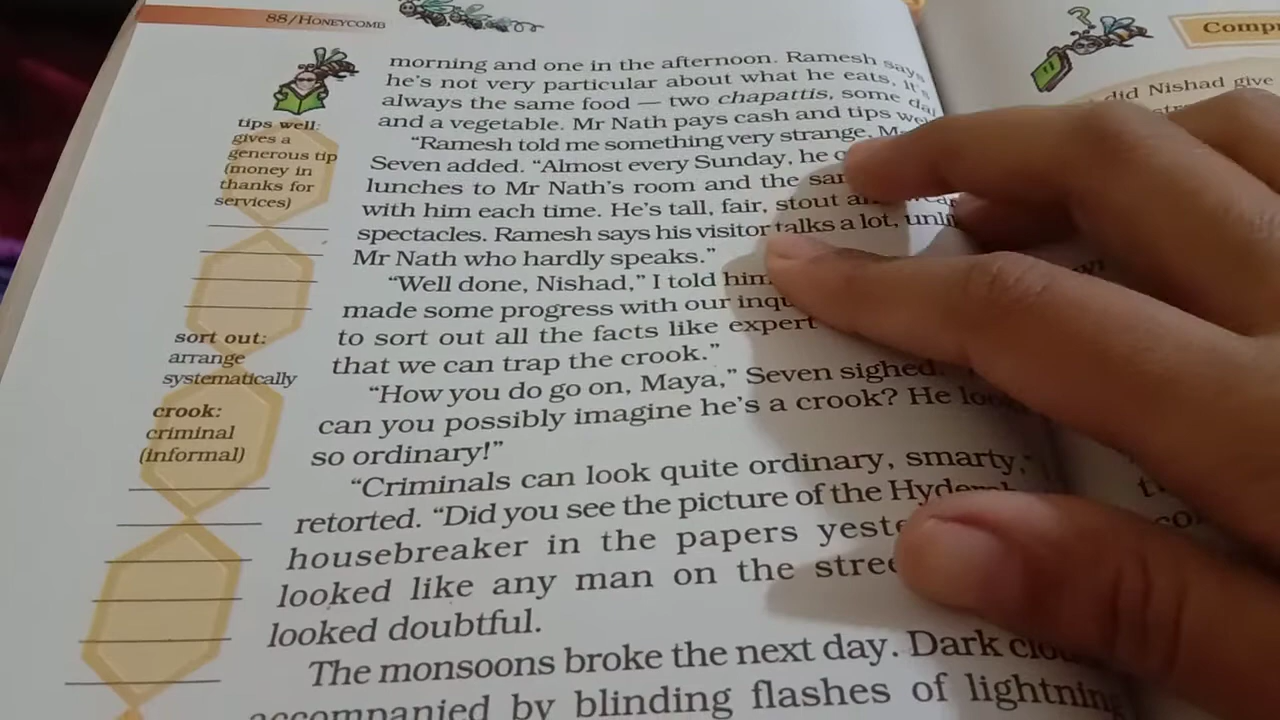 88/HONEYCOMB
morning and one in the afternoon. Ramesh says
he's not very particular about what he eats, it's
always the same food — two chapattis, some
and a vegetable. Mr Nath pays cash and tips
"Ramesh told me something very strange,
Seven added. "Almost every Sunday, he
lunches to Mr Nath's room and the
with him each time. He's tall, fair, stout
spectacles. Ramesh says his visitor talks a lot,
Mr Nath who hardly speaks."
"Well done, Nishad," I told him
made some progress with our
to sort out all the facts like expert
that we can trap the crook."
"How you do go on, Maya," Seven sighed.
can you possibly imagine he's a crook? He
so ordinary!"
"Criminals can look quite ordinary, smarty,"
retorted. "Did you see the picture of the
housebreaker in the papers
looked like any man on the
looked doubtful.
The monsoons broke the next day. Dark
accompanied by blinding flashes of lightning
tips well:
gives a
generous tip
(money in
thanks for
services)
sort out:
arrange
systematically
crook:
criminal
(informal)
did Nishad give